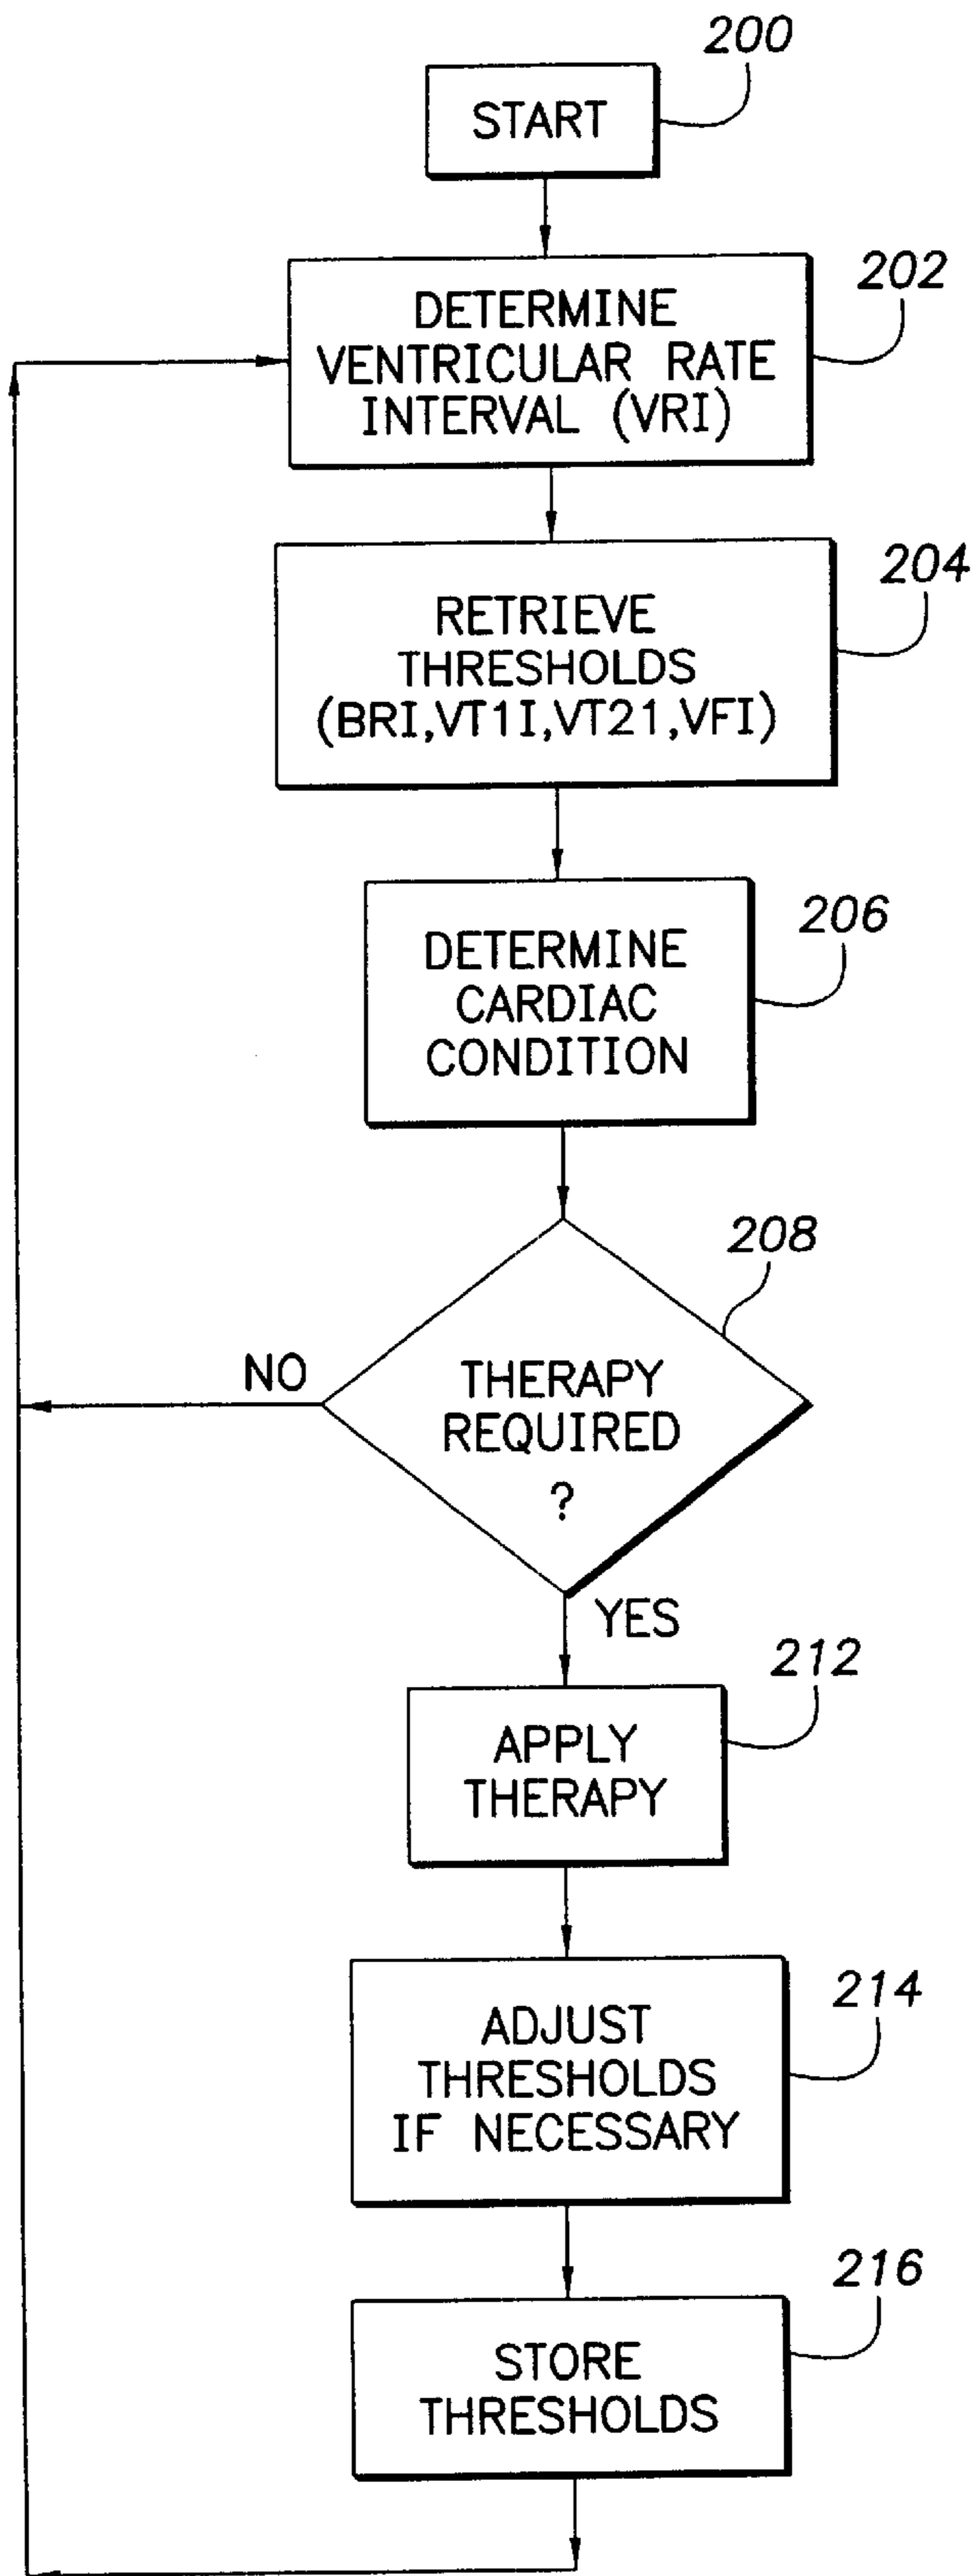 200
START
202
DETERMINE
VENTRICULAR RATE
INTERVAL (VRI)
204
RETRIEVE
THRESHOLDS
(BRI,VT1I,VT21,VFI)
206
DETERMINE
CARDIAC
CONDITION
208
NO
THERAPY
REQUIRED
?
YES
212
APPLY
THERAPY
214
ADJUST
THRESHOLDS
IF NECESSARY
216
STORE
THRESHOLDS